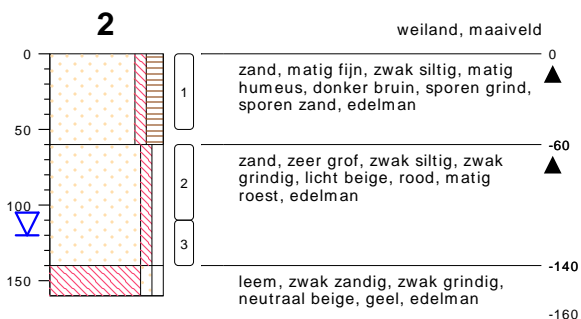 2
weiland, maaiveld
0
0
zand, matig fijn, zwak siltig, matig
humeus, donker bruin, sporen grind,
sporen zand, edelman
1
50
-60
zand, zeer grof, zwak siltig, zwak
grindig, licht beige, rood, matig
roest, edelman
2
100
3
-140
150
leem, zwak zandig, zwak grindig,
neutraal beige, geel, edelman
-160